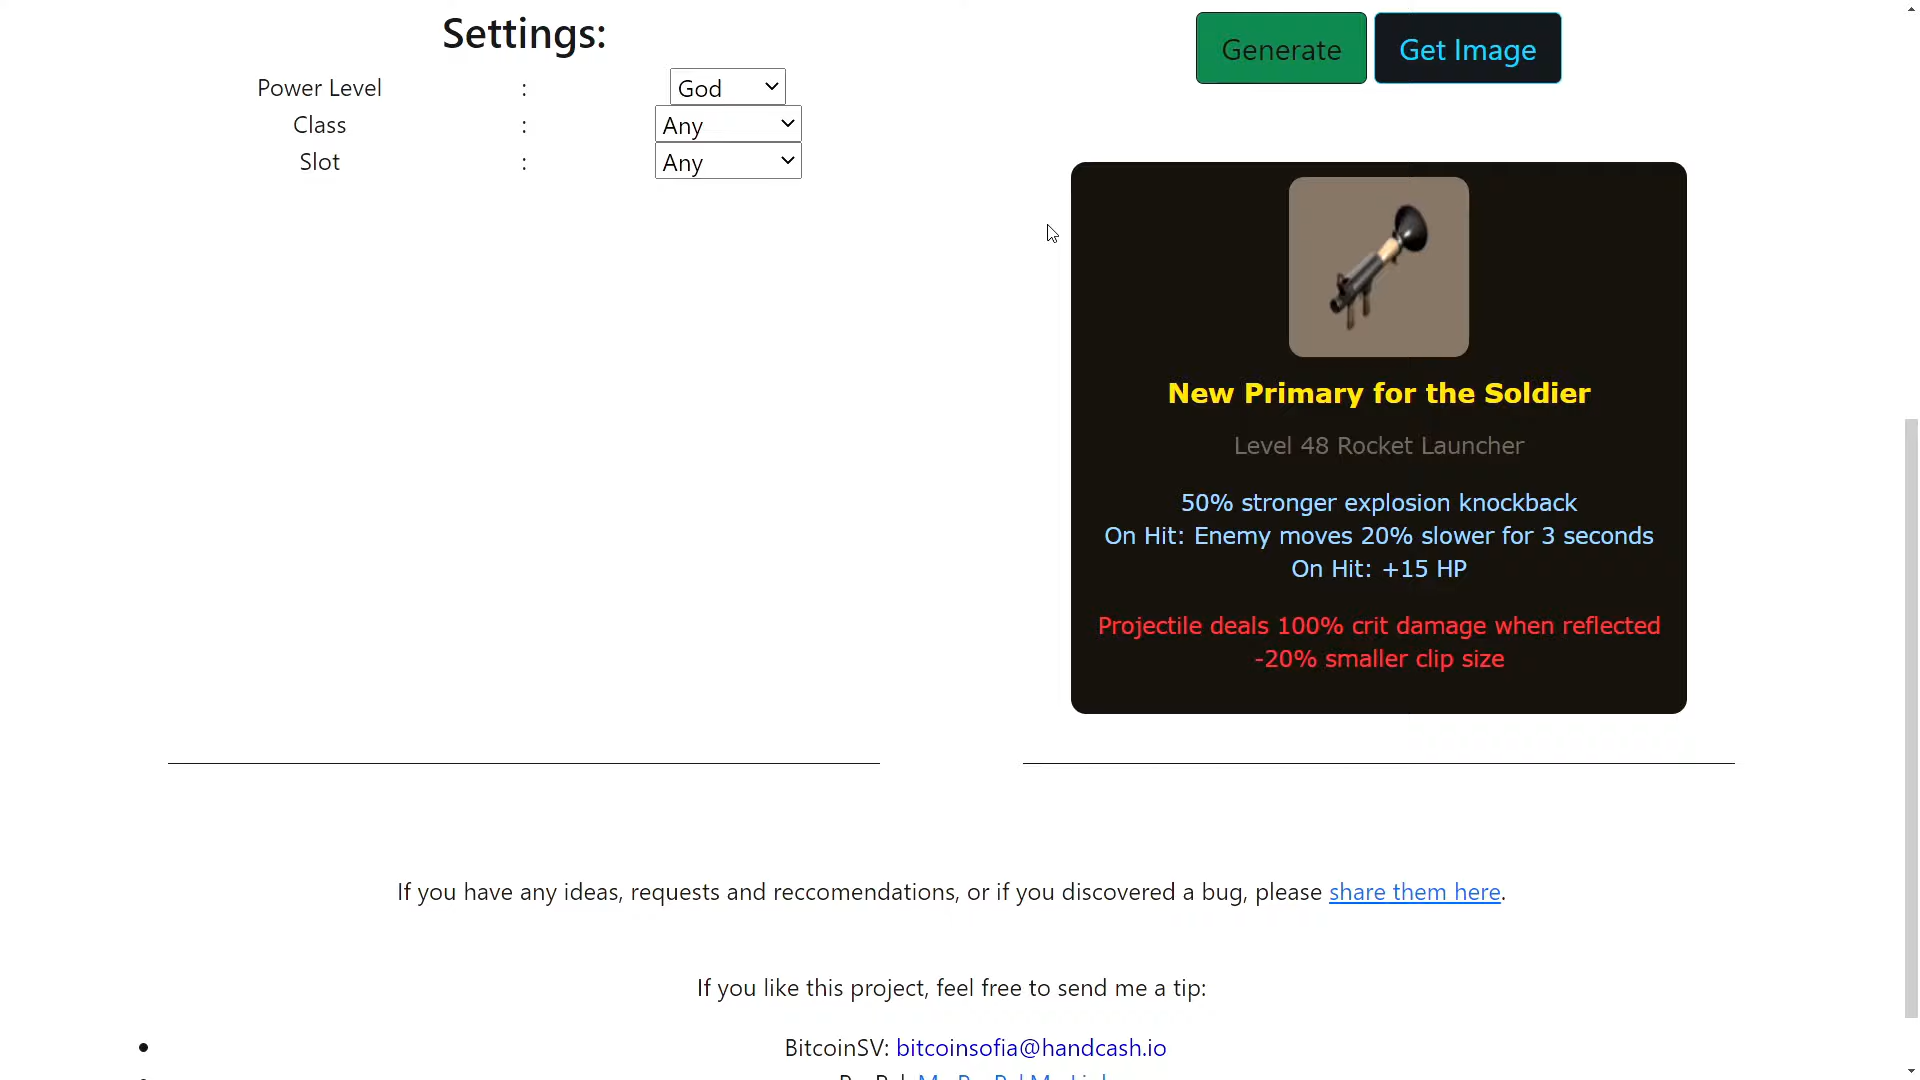 Settings:
Power Level : God
Class : Any
Slot : Any
Generate Get Image
New Primary for the Soldier
Level 48 Rocket Launcher
50% stronger explosion knockback
On Hit: Enemy moves 20% slower for 3 seconds
On Hit: +15 HP
Projectile deals 100% crit damage when reflected
-20% smaller clip size
If you have any ideas, requests and reccomendations, or if you discovered a bug, please share them here.
If you like this project, feel free to send me a tip:
BitcoinSV: bitcoinsofia@handcash.io